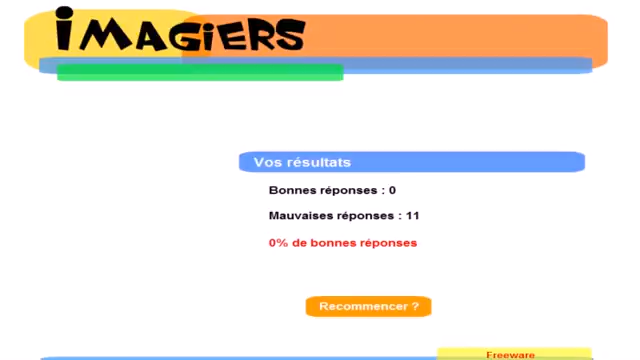 iMAGiERS
Vos résultats
Bonnes réponses : 0
Mauvaises réponses : 11
0% de bonnes réponses
Recommencer ?
Freeware